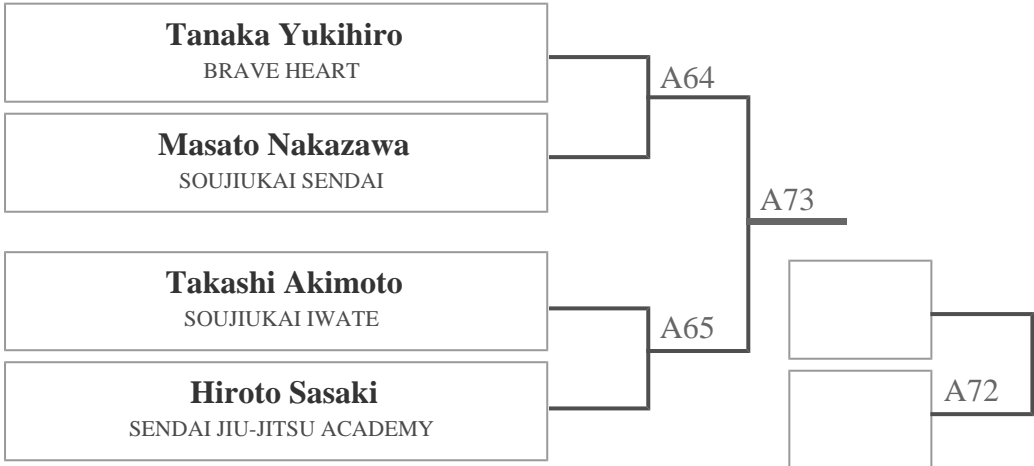 Tanaka Yukihiro
BRAVE HEART
A64
Masato Nakazawa
SOUJIUKAI SENDAI
A73
Takashi Akimoto
SOUJIUKAI IWATE
A65
Hiroto Sasaki
SENDAI JIU-JITSU ACADEMY
A72